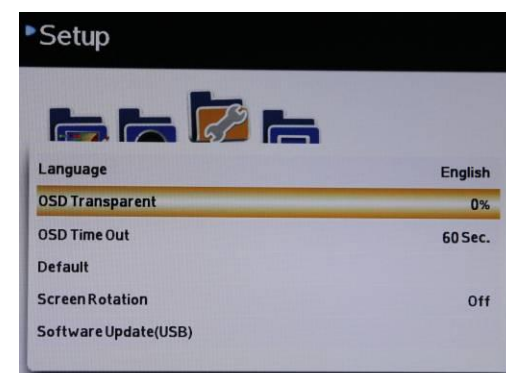 Setup
Language English
OSD Transparent 0%
OSD Time Out 60 Sec.
Default
Screen Rotation Off
Software Update(USB)